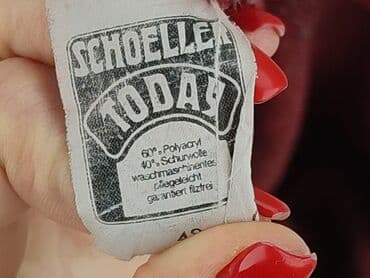 SCHOELLER
TODAY
60% Polyacryl
40% Schurwolle
waschmaschinenfest
pflegeleicht
garantiert filzfrei